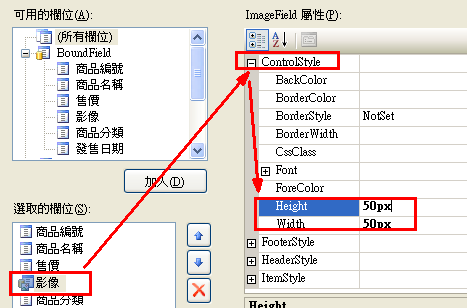 可用的欄位(A):
(所有欄位)
BoundField
商品編號
商品名稱
售價
影像
商品分類
發售日期
加入(D)
選取的欄位(S):
商品編號
商品名稱
售價
影像
商品分類
ImageField 屬性(P):
ControlStyle
BackColor
BorderColor
BorderStyle NotSet
BorderWidth
CssClass
Font
ForeColor
Height 50px
Width 50px
FooterStyle
HeaderStyle
ItemStyle
Height